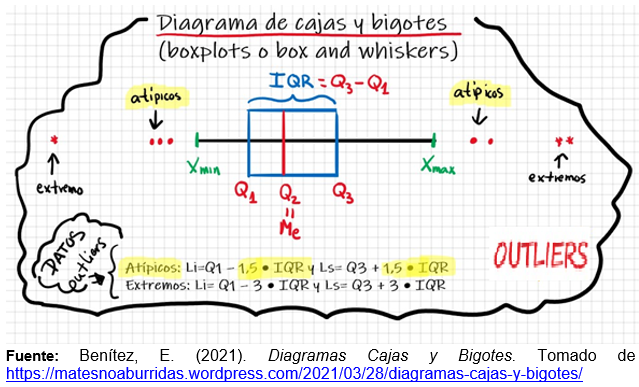 Diagrama de cajas y bigotes
(boxplots o box and whiskers)
IQR = Q3-Q1
atípicos
atípicos
*
**
extremo
Xmin
Xmax
extremos
Q1
Q2
Q3
=
Me
DATOS
outliers
OUTLIERS
Atípicos: Li=Q1 – 1,5 • IQR y Ls= Q3 + 1,5 • IQR
Extremos: Li= Q1 – 3 • IQR y Ls= Q3 + 3 • IQR
Fuente: Benítez, E. (2021). Diagramas Cajas y Bigotes. Tomado de
https://matesnoaburridas.wordpress.com/2021/03/28/diagramas-cajas-y-bigotes/